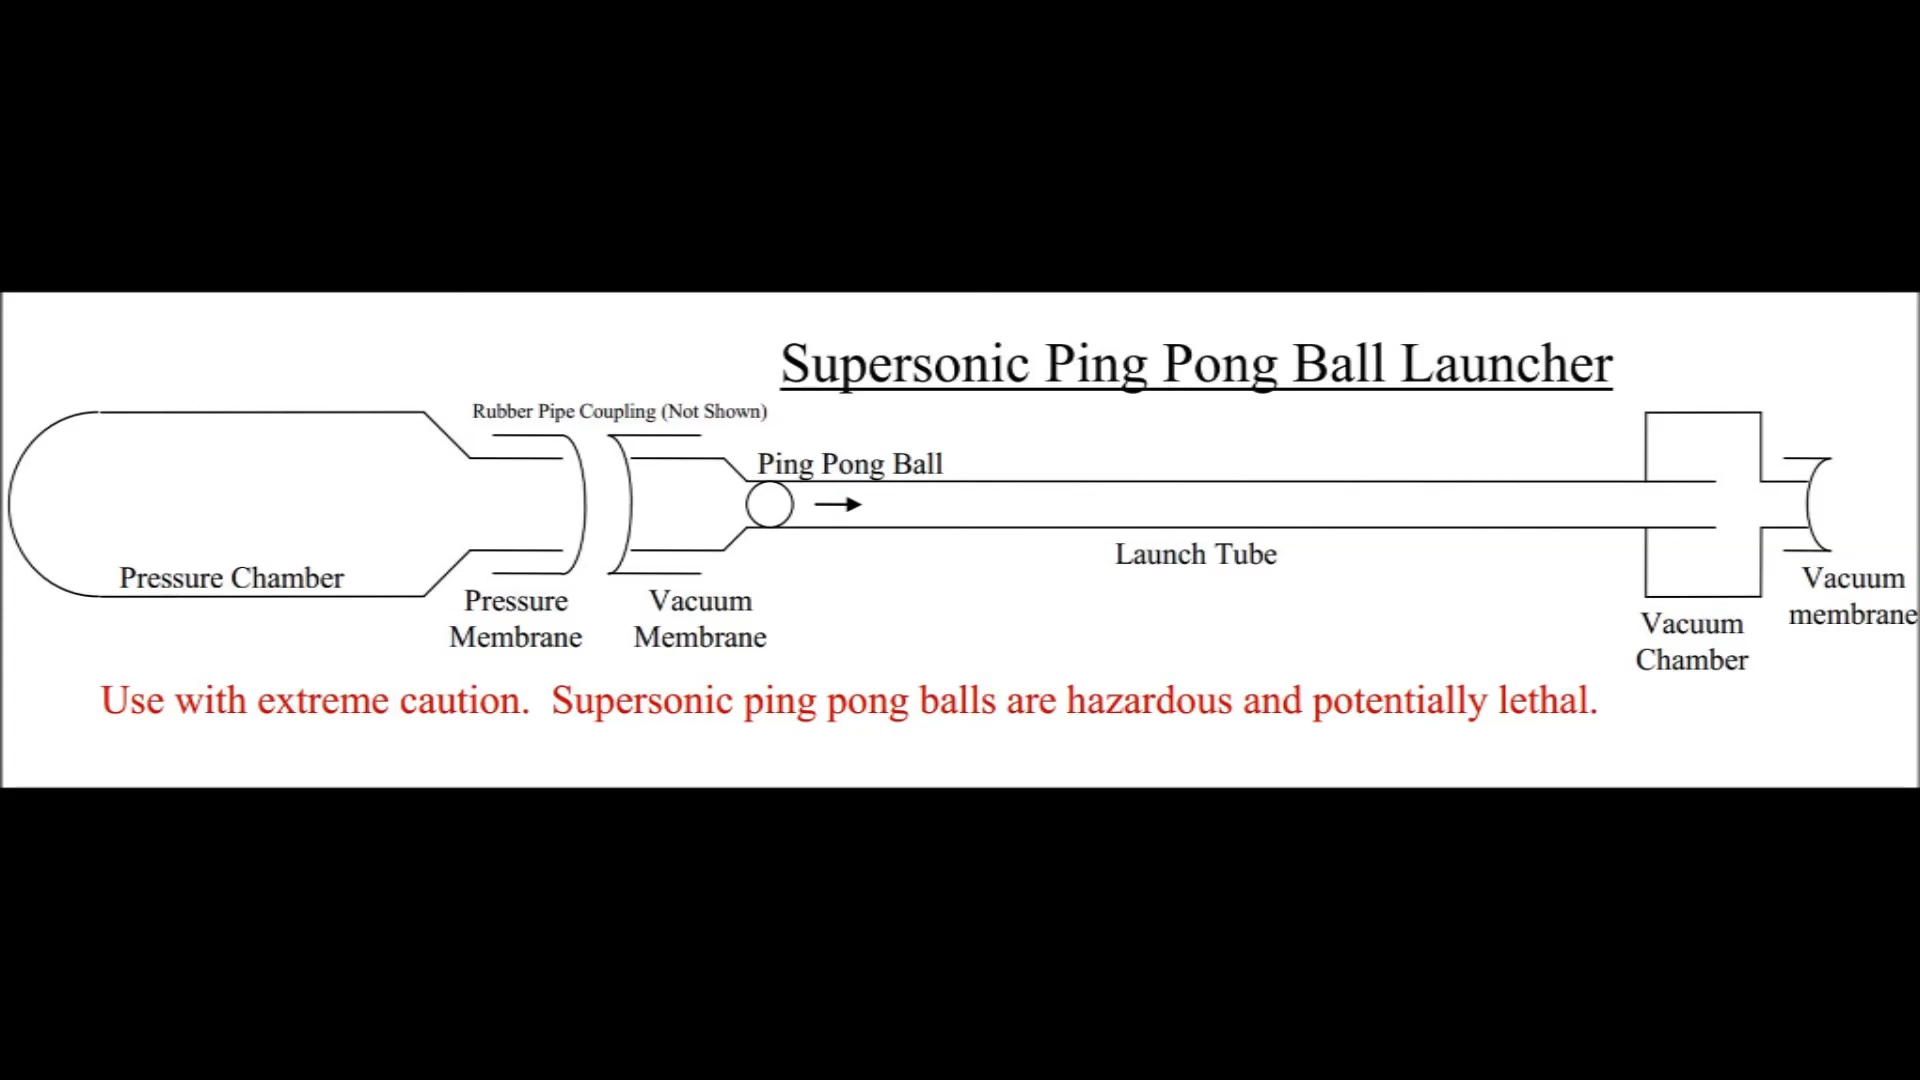 Supersonic Ping Pong Ball Launcher
Rubber Pipe Coupling (Not Shown)
Ping Pong Ball
Launch Tube
Pressure Chamber
Pressure
Membrane
Vacuum
Membrane
Vacuum
Chamber
Vacuum
membrane
Use with extreme caution.  Supersonic ping pong balls are hazardous and potentially lethal.